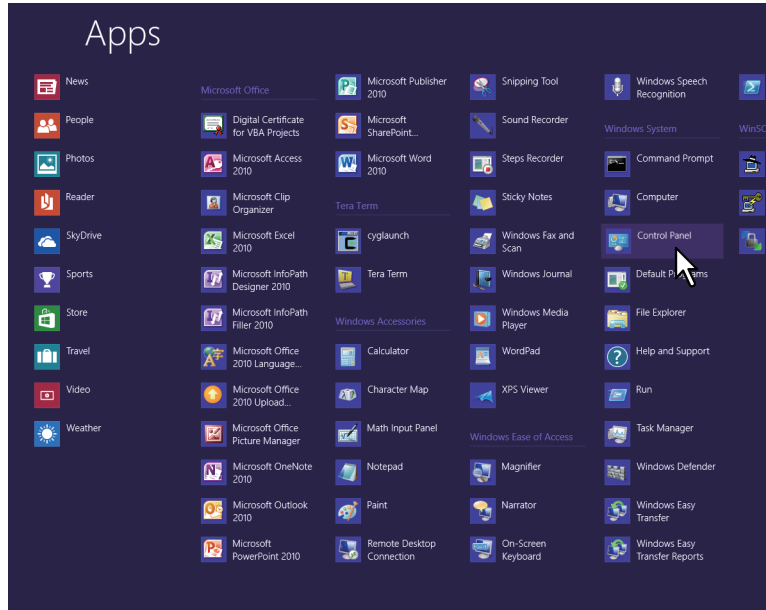 Apps
News
People
Photos
Reader
SkyDrive
Sports
Store
Travel
Video
Weather
Microsoft Office
Digital Certificate
for VBA Projects
Microsoft Access
2010
Microsoft Clip
Organizer
Microsoft Excel
2010
Microsoft InfoPath
Designer 2010
Microsoft InfoPath
Filler 2010
Microsoft Office
2010 Language...
Microsoft Office
2010 Upload...
Microsoft Office
Picture Manager
Microsoft OneNote
2010
Microsoft Outlook
2010
Microsoft
PowerPoint 2010
Microsoft Publisher
2010
Microsoft
SharePoint...
Microsoft Word
2010
Tera Term
cyglaunch
Tera Term
Windows Accessories
Calculator
Character Map
Math Input Panel
Notepad
Paint
Remote Desktop
Connection
Snipping Tool
Sound Recorder
Steps Recorder
Sticky Notes
Windows Fax and
Scan
Windows Journal
Windows Media
Player
WordPad
XPS Viewer
Windows Ease of Access
Magnifier
Narrator
On-Screen
Keyboard
Windows Speech
Recognition
Windows System
Command Prompt
Computer
Control Panel
Default Programs
File Explorer
Help and Support
Run
Task Manager
Windows Defender
Windows Easy
Transfer
Windows Easy
Transfer Reports